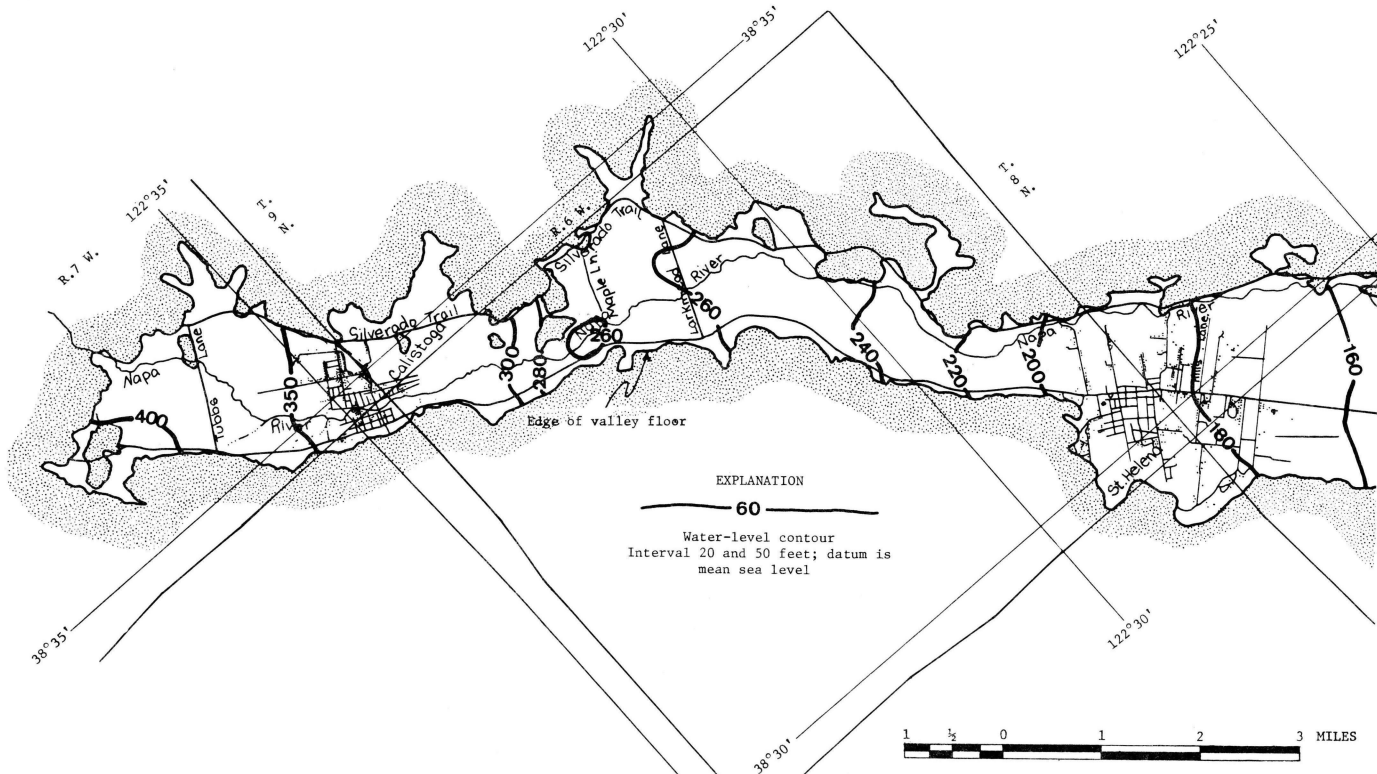 122°30'
38°35'
122°25'
T.
8
N.
T.
9
N.
122°35'
R.7 W.
R.6 W.
Silverado Trail
Maple Ln
Larkmead Lane
Napa River
260
260
Silverado Trail
Calistoga
Napa
River
Tubbs Lane
400
350
300
280
240
220
200
Napa
River
180
160
St Helena
Edge of valley floor
EXPLANATION
60
Water-level contour
Interval 20 and 50 feet; datum is
mean sea level
38°35'
122°30'
38°30'
1 ½ 0 1 2 3 MILES